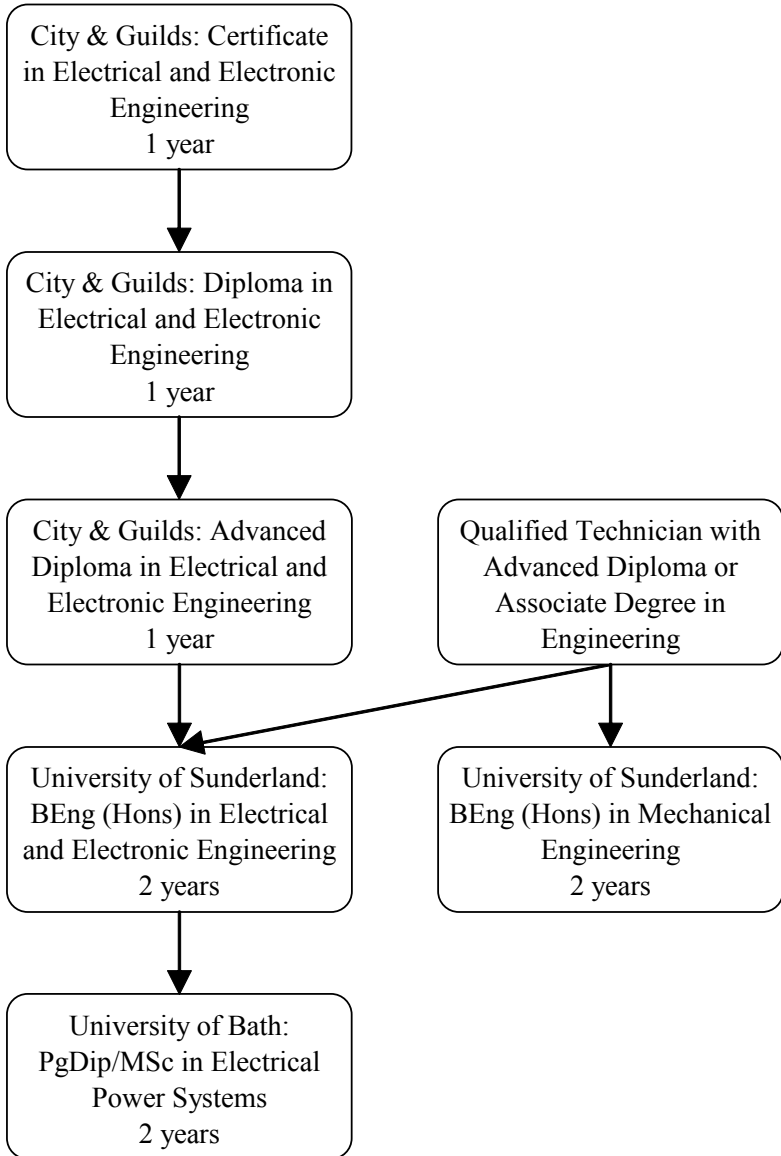 City & Guilds: Certificate
in Electrical and Electronic
Engineering
1 year
City & Guilds: Diploma in
Electrical and Electronic
Engineering
1 year
City & Guilds: Advanced
Diploma in Electrical and
Electronic Engineering
1 year
Qualified Technician with
Advanced Diploma or
Associate Degree in
Engineering
University of Sunderland:
BEng (Hons) in Electrical
and Electronic Engineering
2 years
University of Sunderland:
BEng (Hons) in Mechanical
Engineering
2 years
University of Bath:
PgDip/MSc in Electrical
Power Systems
2 years